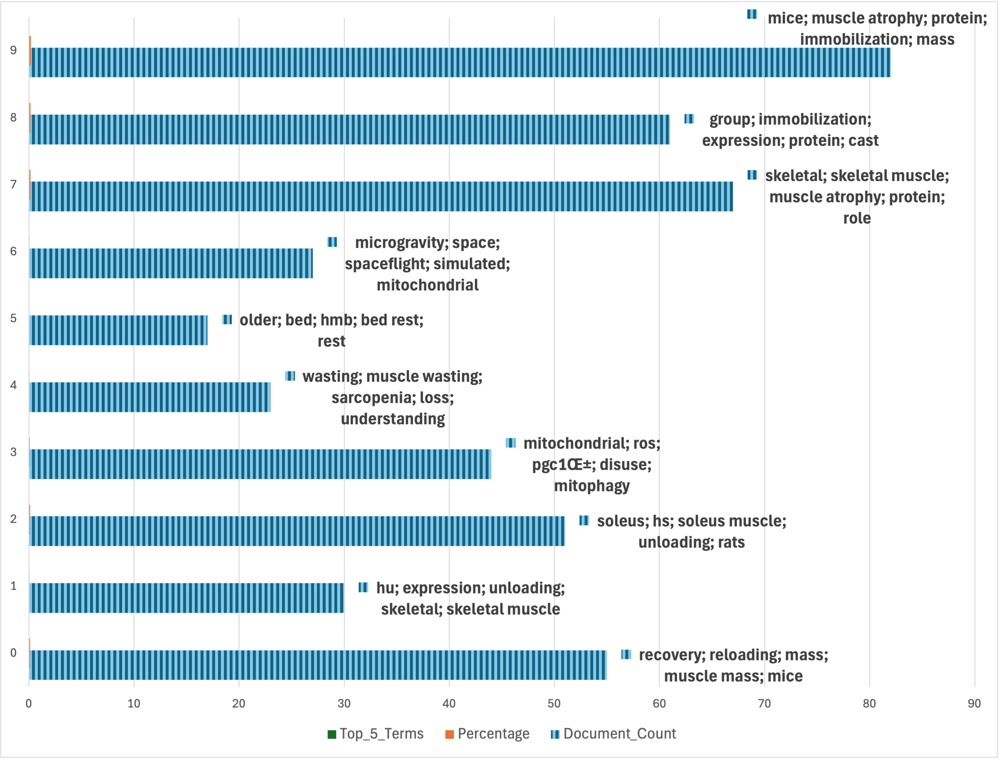 mice; muscle atrophy; protein;
immobilization; mass
9
8
group; immobilization;
expression; protein; cast
7
skeletal; skeletal muscle;
muscle atrophy; protein;
role
6
microgravity; space;
spaceflight; simulated;
mitochondrial
5
older; bed; hmb; bed rest;
rest
4
wasting; muscle wasting;
sarcopenia; loss;
understanding
3
mitochondrial; ros;
pgc1Œ±; disuse;
mitophagy
2
soleus; hs; soleus muscle;
unloading; rats
1
hu; expression; unloading;
skeletal; skeletal muscle
0
recovery; reloading; mass;
muscle mass; mice
0 10 20 30 40 50 60 70 80 90
Top_5_Terms Percentage Document_Count